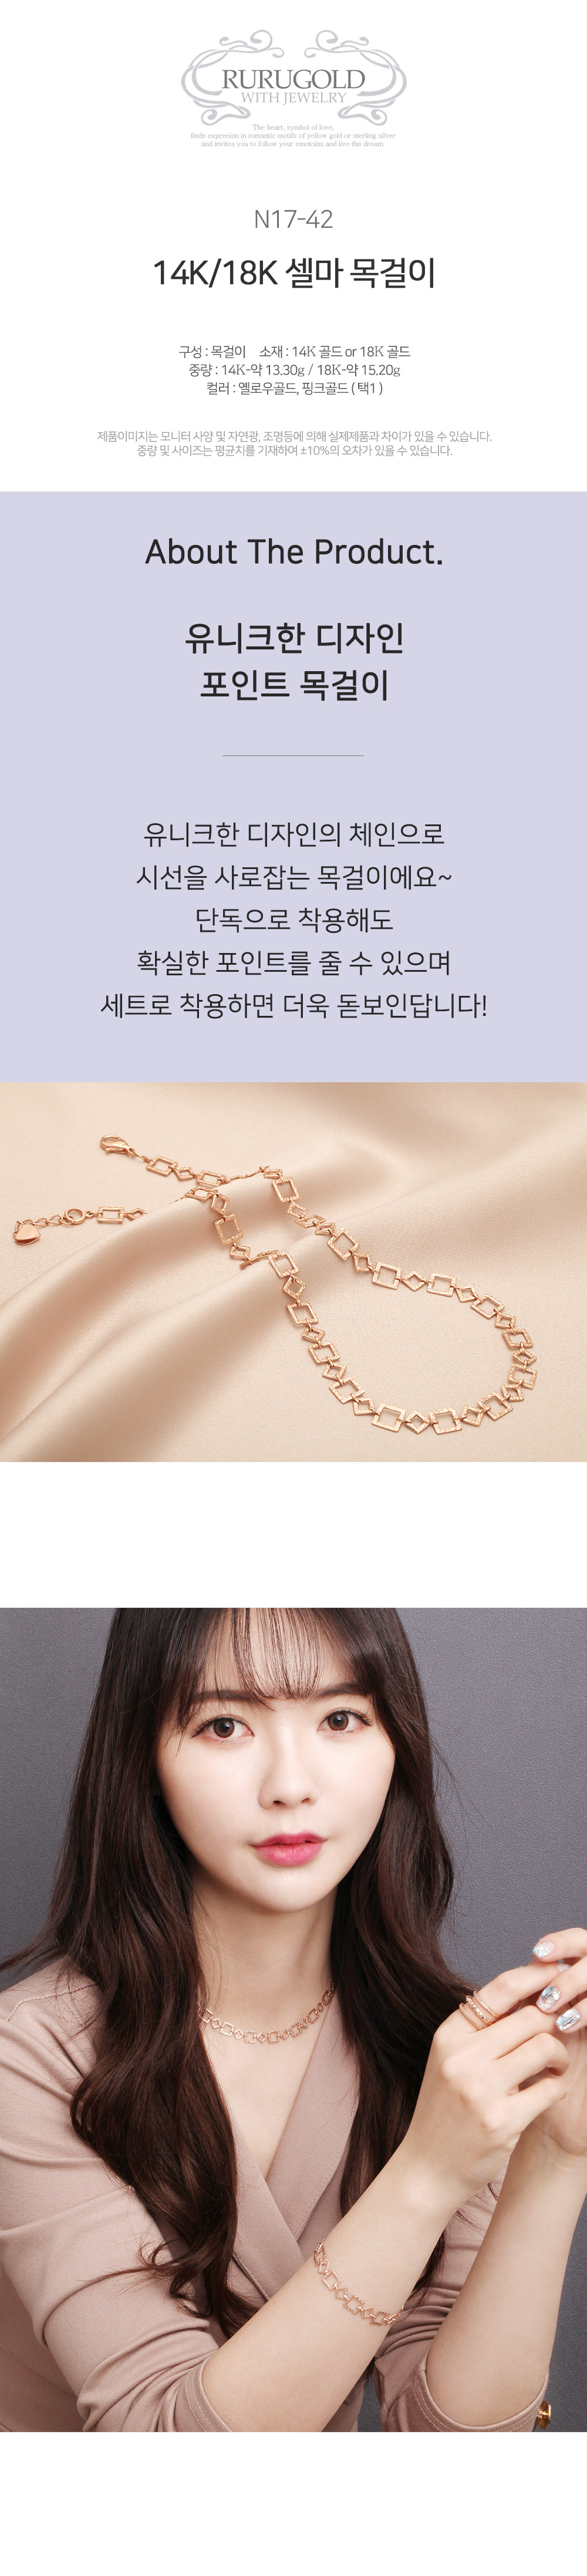 RURUGOLD
WITH JEWELRY
The heart, symbol of love,
finds expreeion in romantic motifs of yellow gold or sterling silver
and invites you to follow your emotoins and live the dream.
N17-42
14K/18K 셀마 목걸이
구성 : 목걸이 소재 : 14K 골드 or 18K 골드
중량 : 14K-약 13.30g / 18K-약 15.20g
컬러 : 옐로우골드, 핑크골드 ( 택1 )
제품이미지는 모니터 사양 및 자연광, 조명등에 의해 실제제품과 차이가 있을 수 있습니다.
중량 및 사이즈는 평균치를 기재하여 ±10%의 오차가 있을 수 있습니다.
About The Product.
유니크한 디자인
포인트 목걸이
유니크한 디자인의 체인으로
시선을 사로잡는 목걸이에요~
단독으로 착용해도
확실한 포인트를 줄 수 있으며
세트로 착용하면 더욱 돋보인답니다!